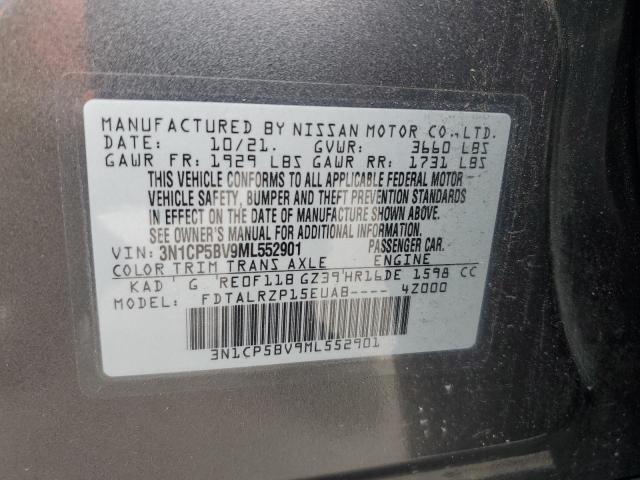 MANUFACTURED BY NISSAN MOTOR CO.,LTD.
DATE: 10/21. GVWR: 3660 LBS
GAWR FR: 1929 LBS GAWR RR: 1731 LBS
THIS VEHICLE CONFORMS TO ALL APPLICABLE FEDERAL MOTOR
VEHICLE SAFETY, BUMPER AND THEFT PREVENTION STANDARDS
IN EFFECT ON THE DATE OF MANUFACTURE SHOWN ABOVE.
SEE OWNER'S MANUAL FOR ADDITIONAL INFORMATION.
VIN: 3N1CP5BV9ML552901 PASSENGER CAR.
COLOR TRIM TRANS AXLE ENGINE
KAD G RE0F11B GZ39 HR16DE 1598 CC
MODEL: FDTALRZP15EUAB---- 4Z000
3N1CP5BV9ML552901